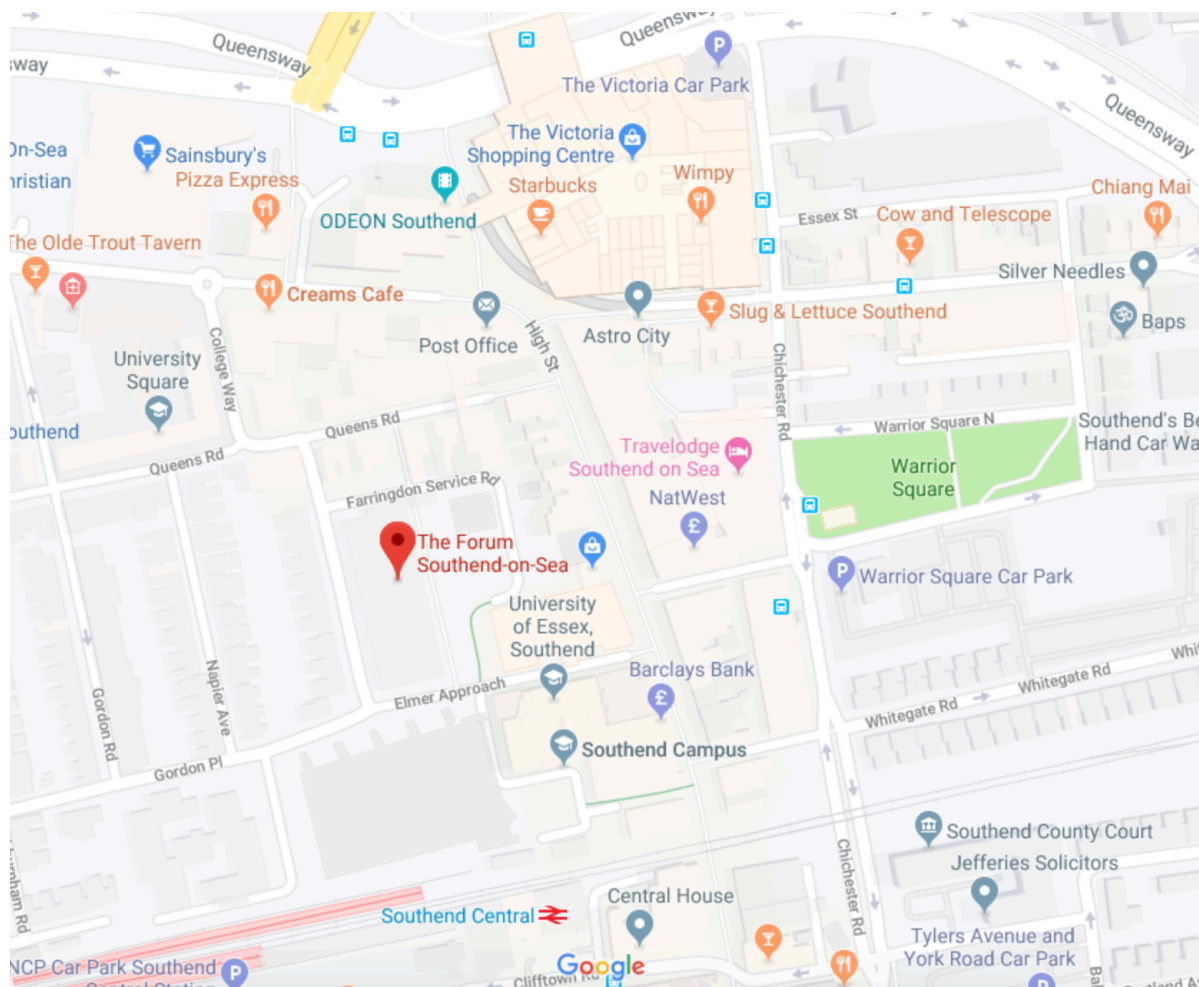 Queensway
Queensway
sway
The Victoria Car Park
Queensway
On-Sea
hristian
Sainsbury's
Pizza Express
The Victoria
Shopping Centre
Starbucks
Wimpy
ODEON Southend
Essex St
Chiang Mai
Cow and Telescope
The Olde Trout Tavern
Silver Needles
Creams Cafe
Slug & Lettuce Southend
Baps
Astro City
Post Office
High St
University
Square
College Way
Chichester Rd
outhend
Queens Rd
Queens Rd
Warrior Square N
Southend's Be
Hand Car Wa
Travelodge
Southend on Sea
Warrior
Square
Farringdon Service Rd
NatWest
The Forum
Southend-on-Sea
Warrior Square Car Park
University
of Essex,
Southend
Barclays Bank
Elmer Approach
Whitegate Rd
Whi
Whitegate Rd
Gordon Rd
Napier Ave
Gordon Pl
Southend Campus
Southend County Court
Jefferies Solicitors
Chichester Rd
Central House
Southend Central
Tylers Avenue and
York Road Car Park
NCP Car Park Southend
Central Station
Clifftown Rd
Google